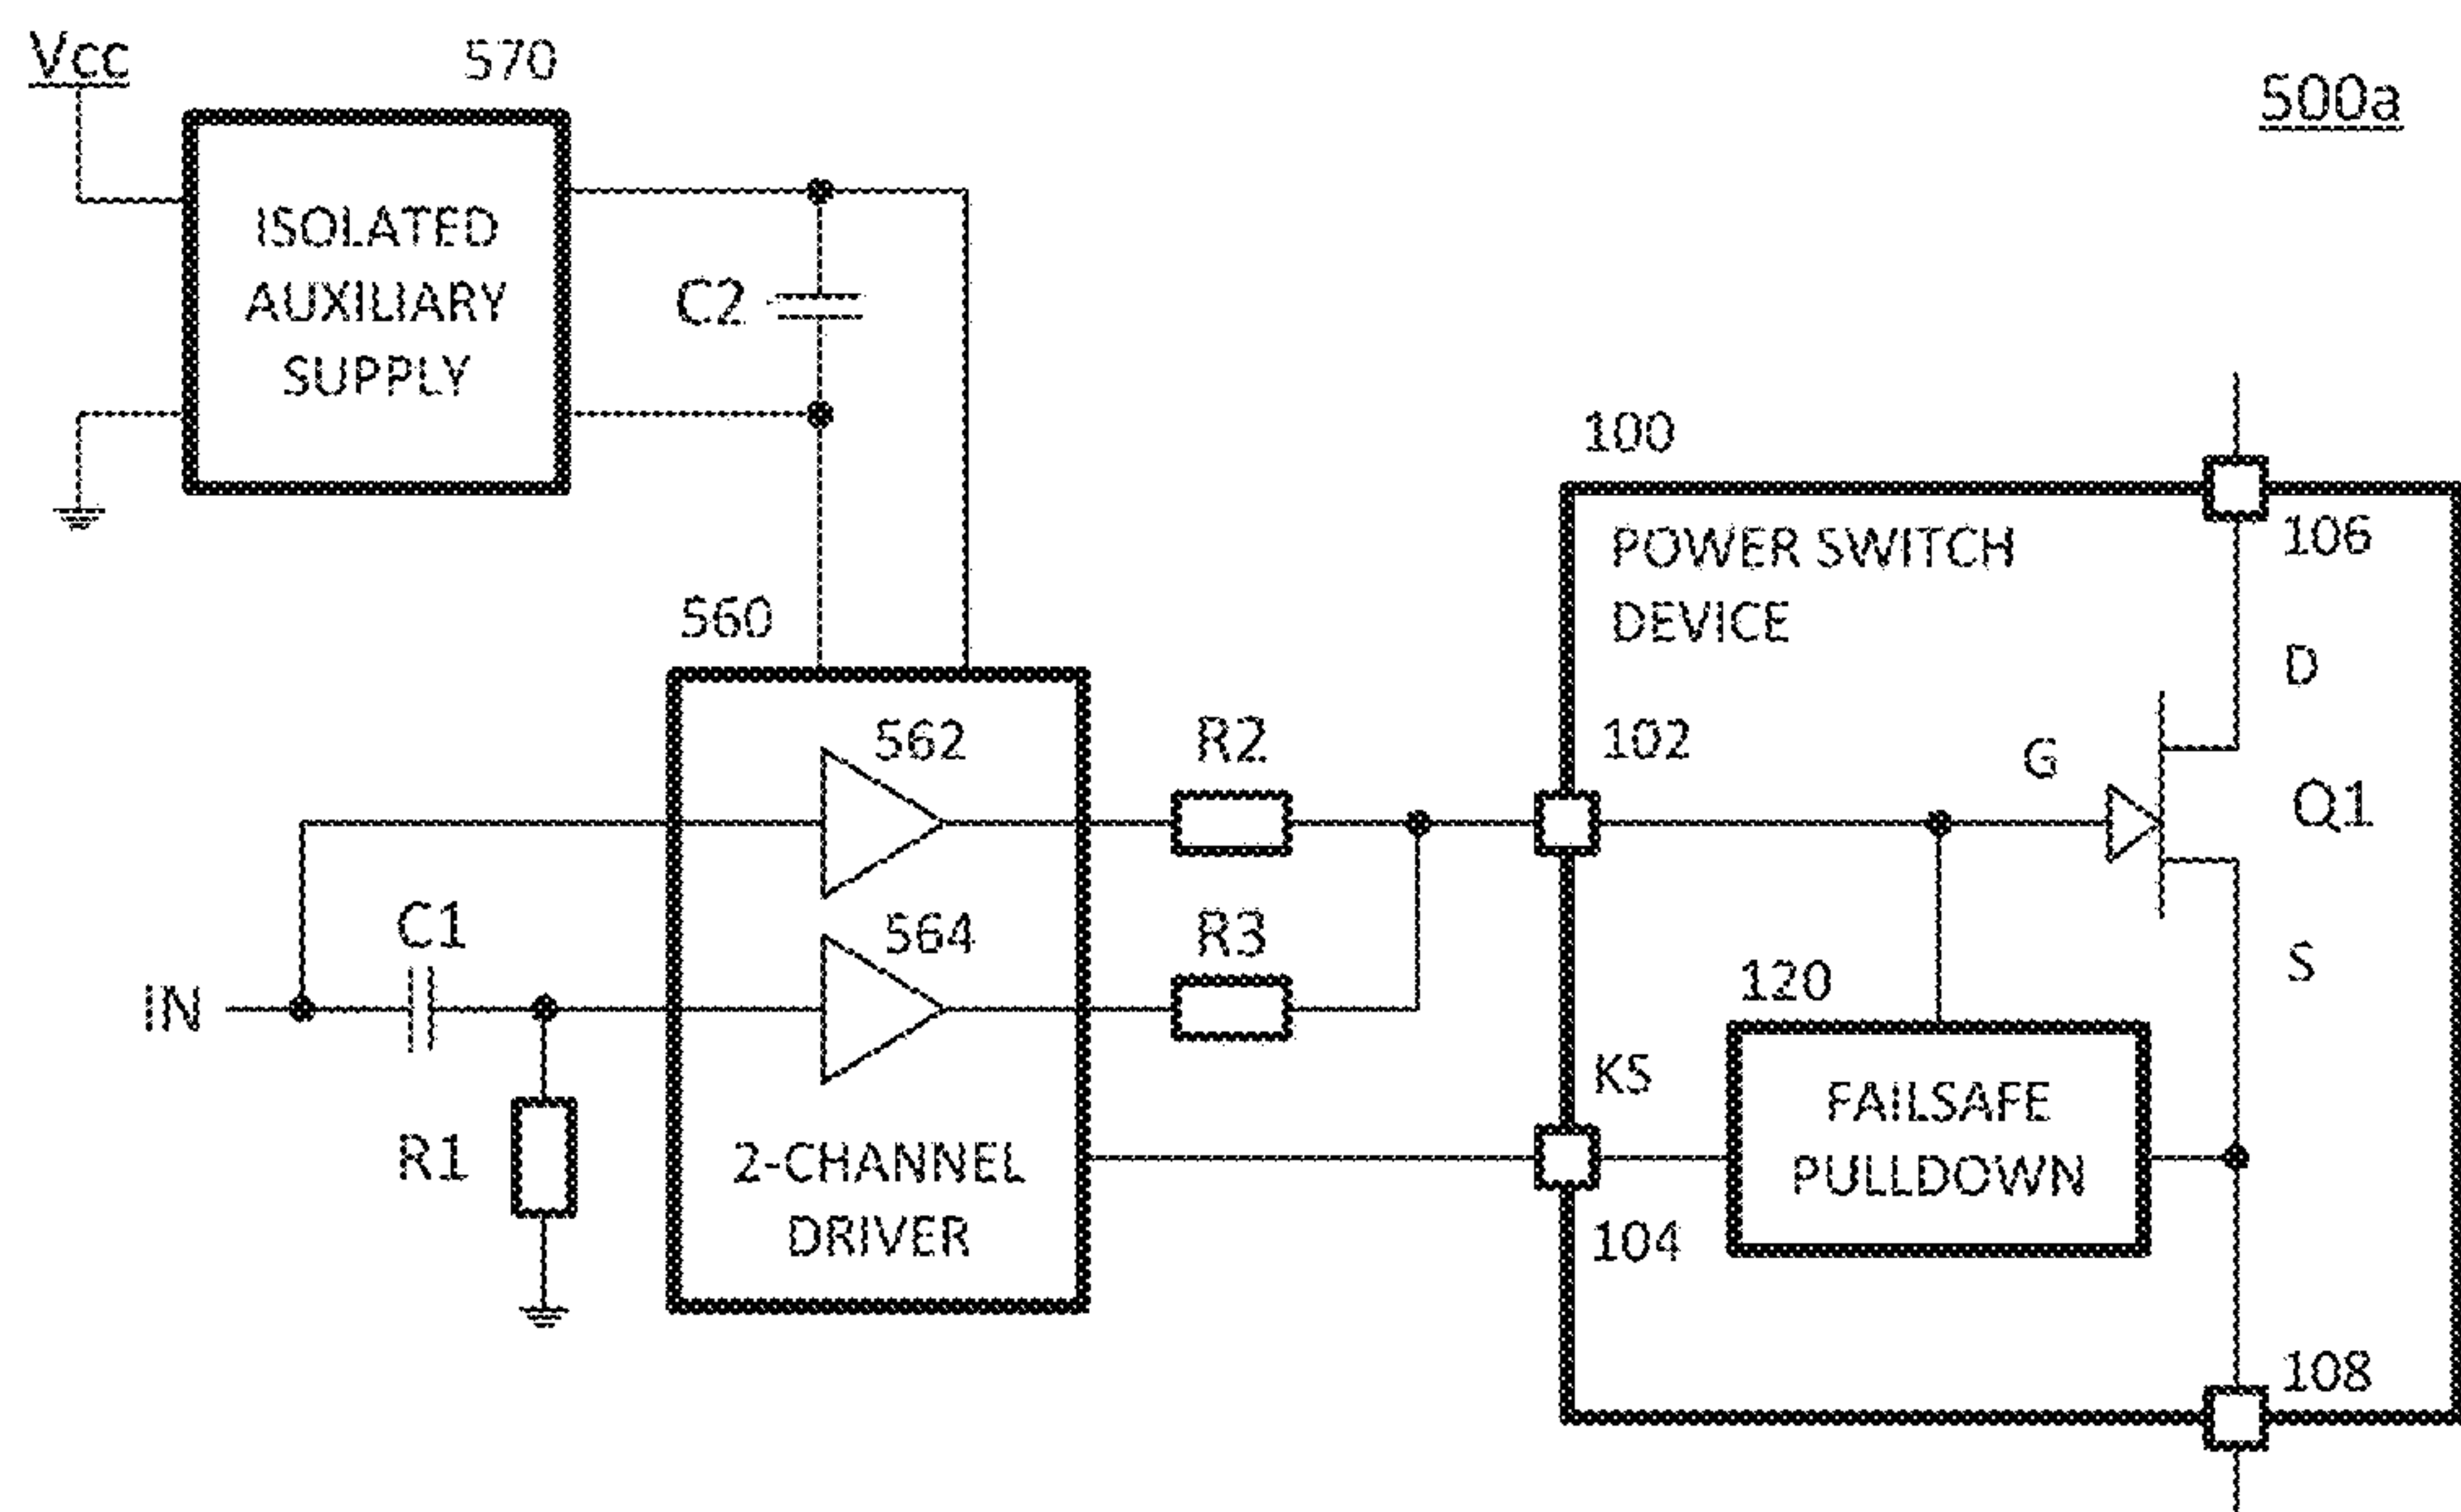 Vcc
570
500a
ISOLATED
AUXILIARY
SUPPLY
C2
100
106
POWER SWITCH
DEVICE
560
D
562
R2
102
G
Q1
C1
564
R3
S
IN
120
KS
R1
2-CHANNEL
DRIVER
FAILSAFE
PULLDOWN
104
108